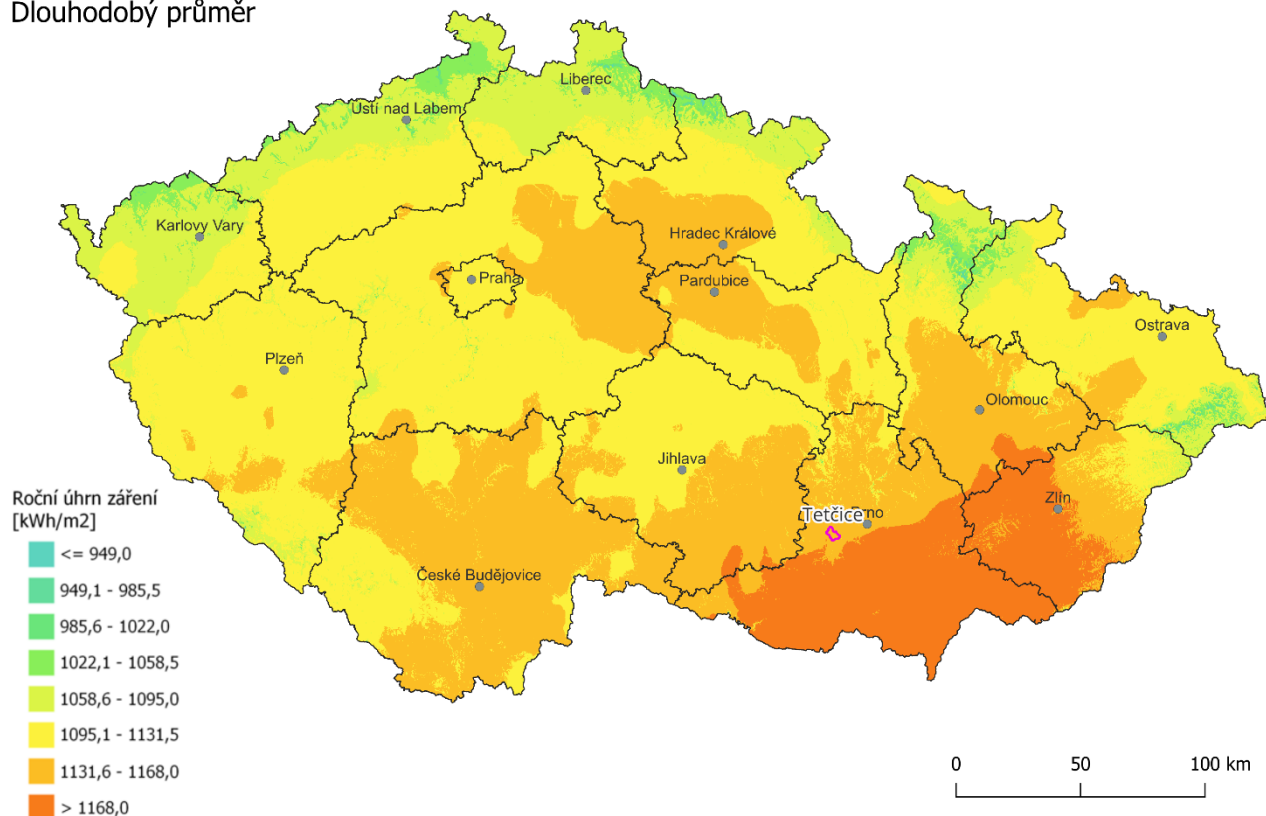 Dlouhodobý průměr
Liberec
Ústí nad Labem
Karlovy Vary
Hradec Králové
Praha
Pardubice
Ostrava
Plzeň
Olomouc
Jihlava
Zlín
Tetčice
Brno
České Budějovice
Roční úhrn záření
[kWh/m2]
<= 949,0
949,1 - 985,5
985,6 - 1022,0
1022,1 - 1058,5
1058,6 - 1095,0
1095,1 - 1131,5
1131,6 - 1168,0
> 1168,0
0 50 100 km